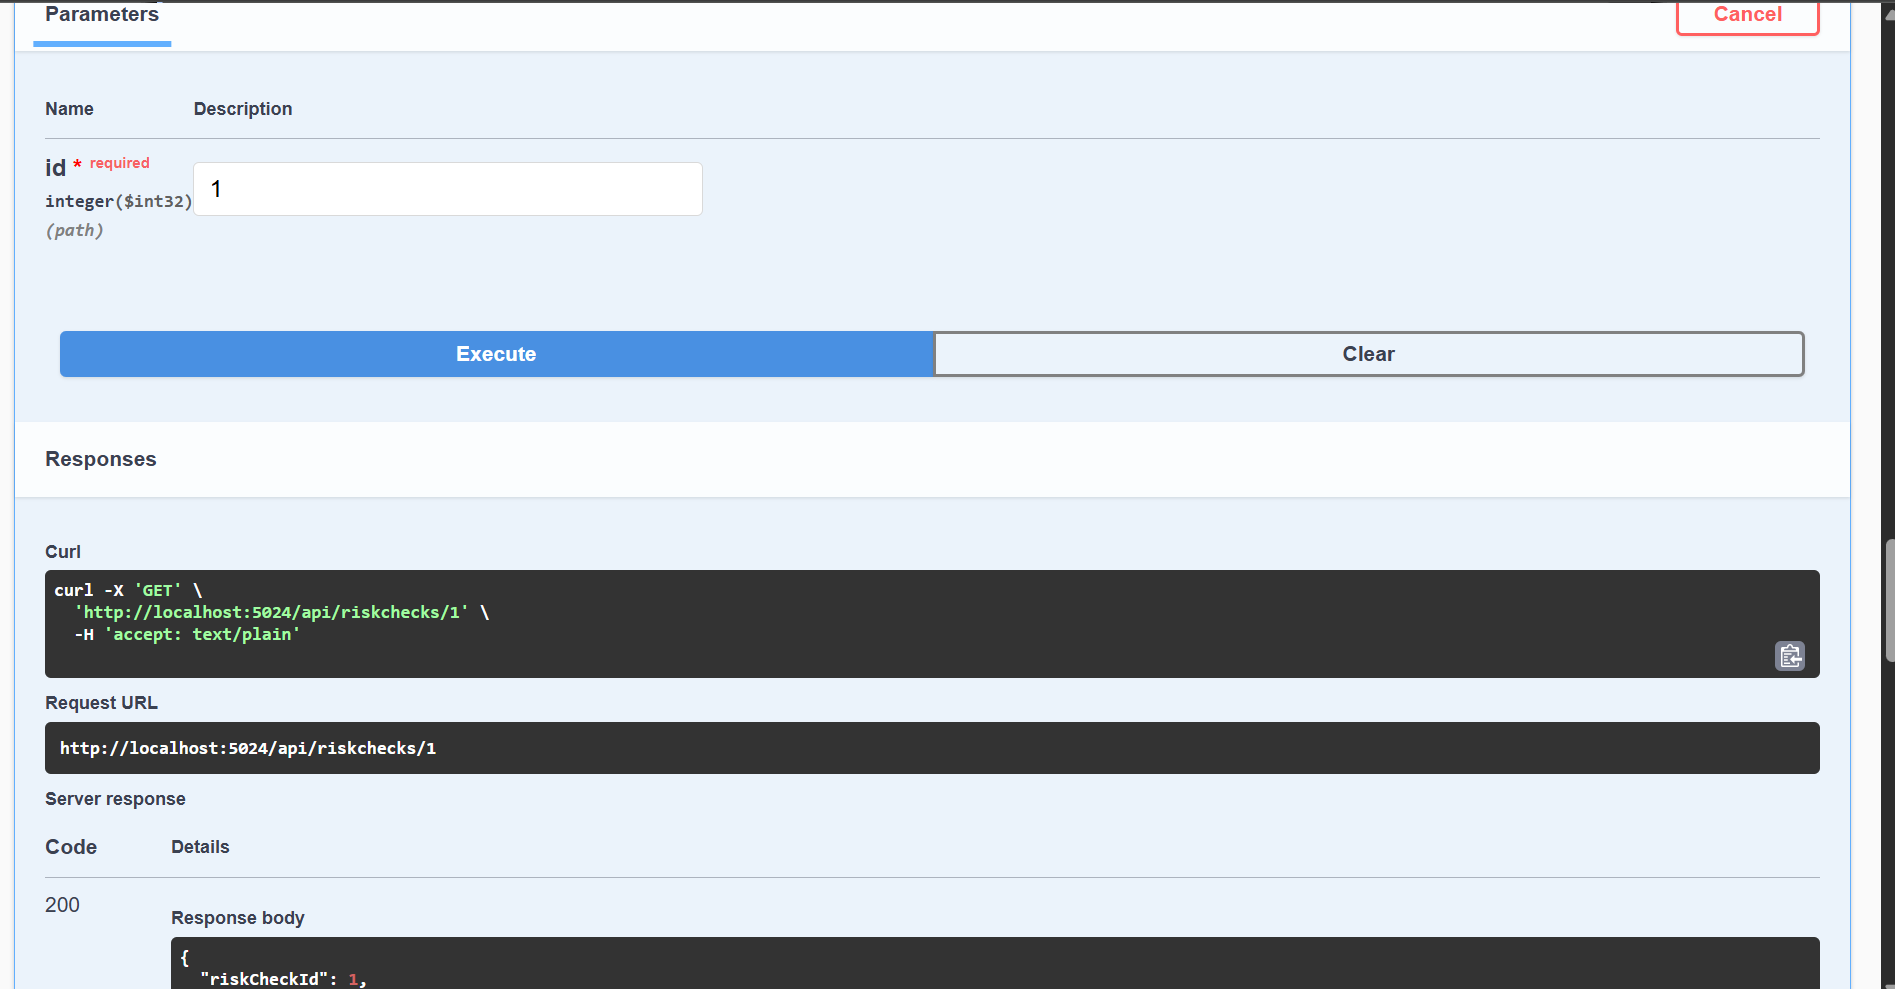 Parameters
Cancel
Name Description
id * required
integer($int32)
(path)
1
Execute
Clear
Responses
Curl
curl -X 'GET' \
'http://localhost:5024/api/riskchecks/1' \
-H 'accept: text/plain'
Request URL
http://localhost:5024/api/riskchecks/1
Server response
Code Details
200
Response body
{
"riskCheckId": 1,